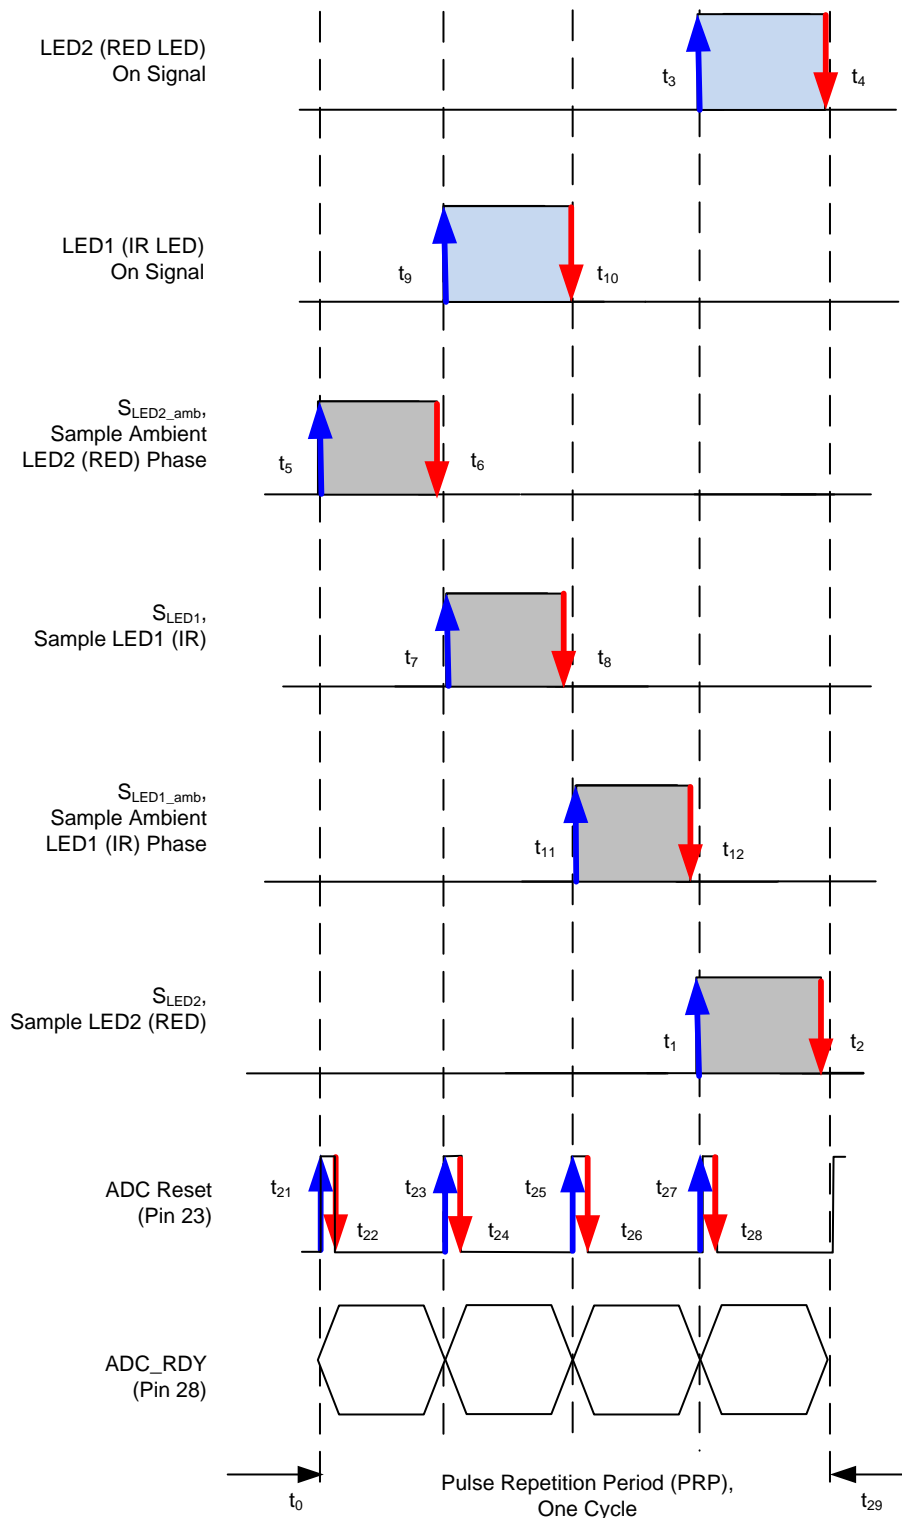 LED2 (RED LED)
On Signal
t3
t4
LED1 (IR LED)
On Signal
t9
t10
SLED2_amb,
Sample Ambient
LED2 (RED) Phase
t5
t6
SLED1,
Sample LED1 (IR)
t7
t8
SLED1_amb,
Sample Ambient
LED1 (IR) Phase
t11
t12
SLED2,
Sample LED2 (RED)
t1
t2
ADC Reset
(Pin 23)
t21
t22
t23
t24
t25
t26
t27
t28
ADC_RDY
(Pin 28)
t0
Pulse Repetition Period (PRP),
One Cycle
t29